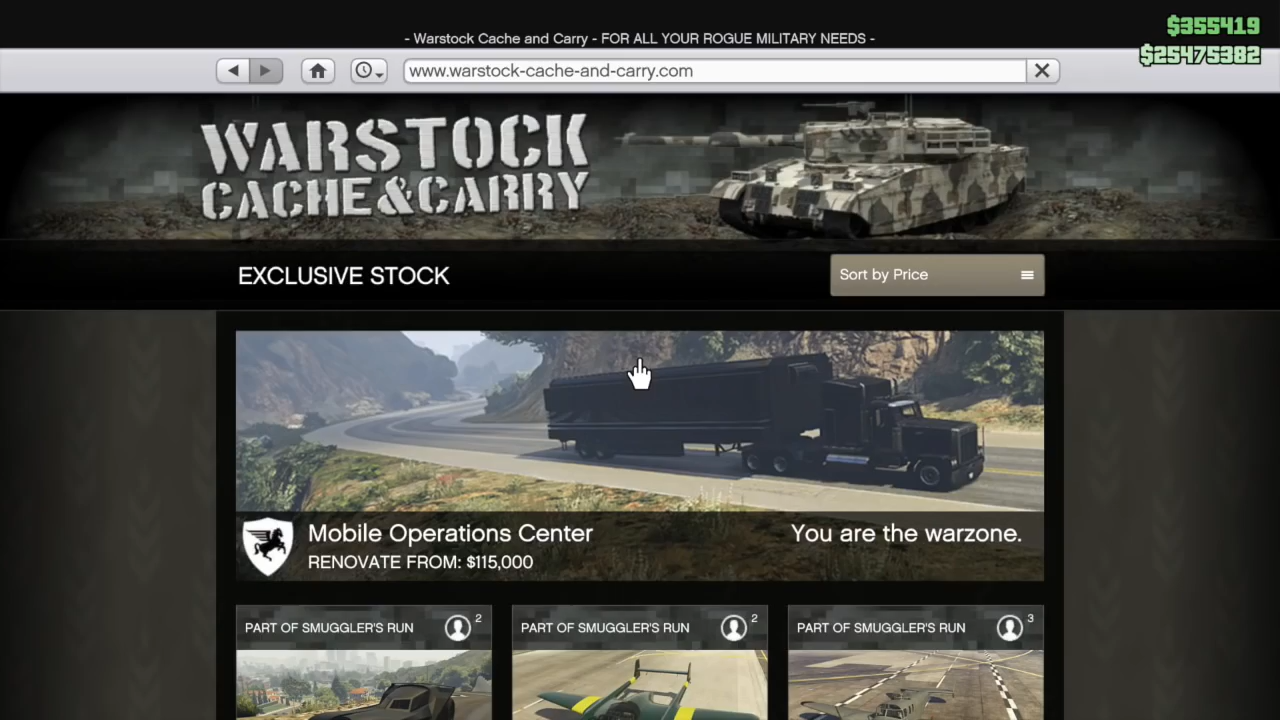 $355419
- Warstock Cache and Carry - FOR ALL YOUR ROGUE MILITARY NEEDS -
$25475382
www.warstock-cache-and-carry.com
WARSTOCK
CACHE&CARRY
EXCLUSIVE STOCK
Sort by Price
Mobile Operations Center
You are the warzone.
RENOVATE FROM: $115,000
PART OF SMUGGLER'S RUN 2
PART OF SMUGGLER'S RUN 2
PART OF SMUGGLER'S RUN 3